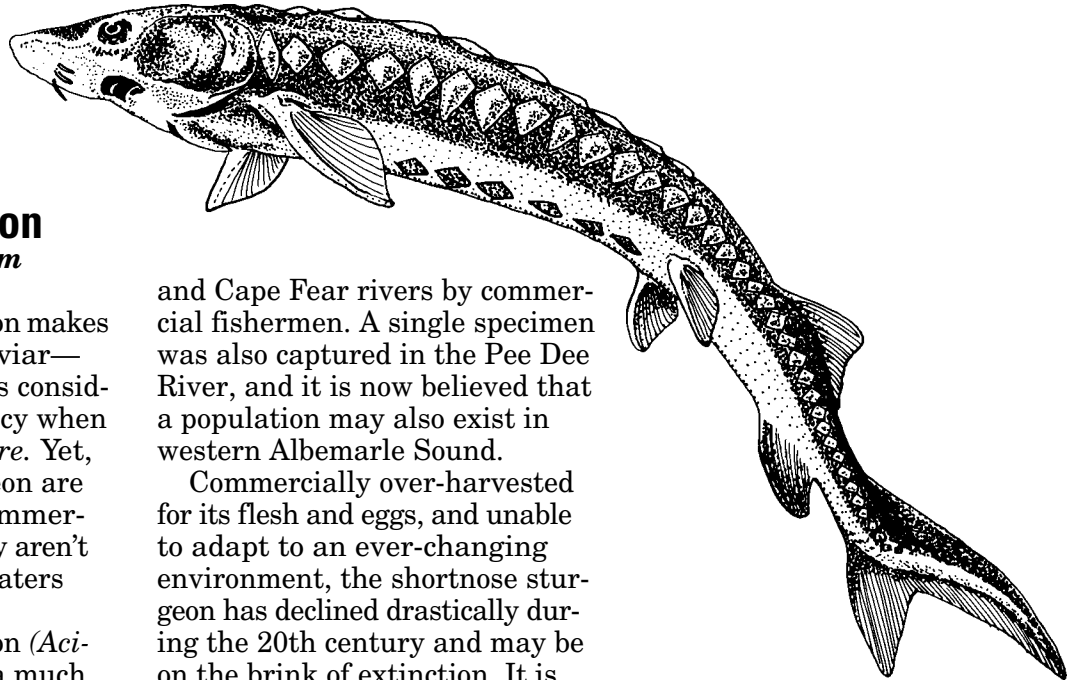 on
m
on makes
viar—
s consid-
cy when
re. Yet,
eon are
mmer-
y aren't
aters
on (Aci-
n much
and Cape Fear rivers by commer-
cial fishermen. A single specimen
was also captured in the Pee Dee
River, and it is now believed that
a population may also exist in
western Albemarle Sound.
Commercially over-harvested
for its flesh and eggs, and unable
to adapt to an ever-changing
environment, the shortnose stur-
geon has declined drastically dur-
ing the 20th century and may be
on the brink of extinction. It is